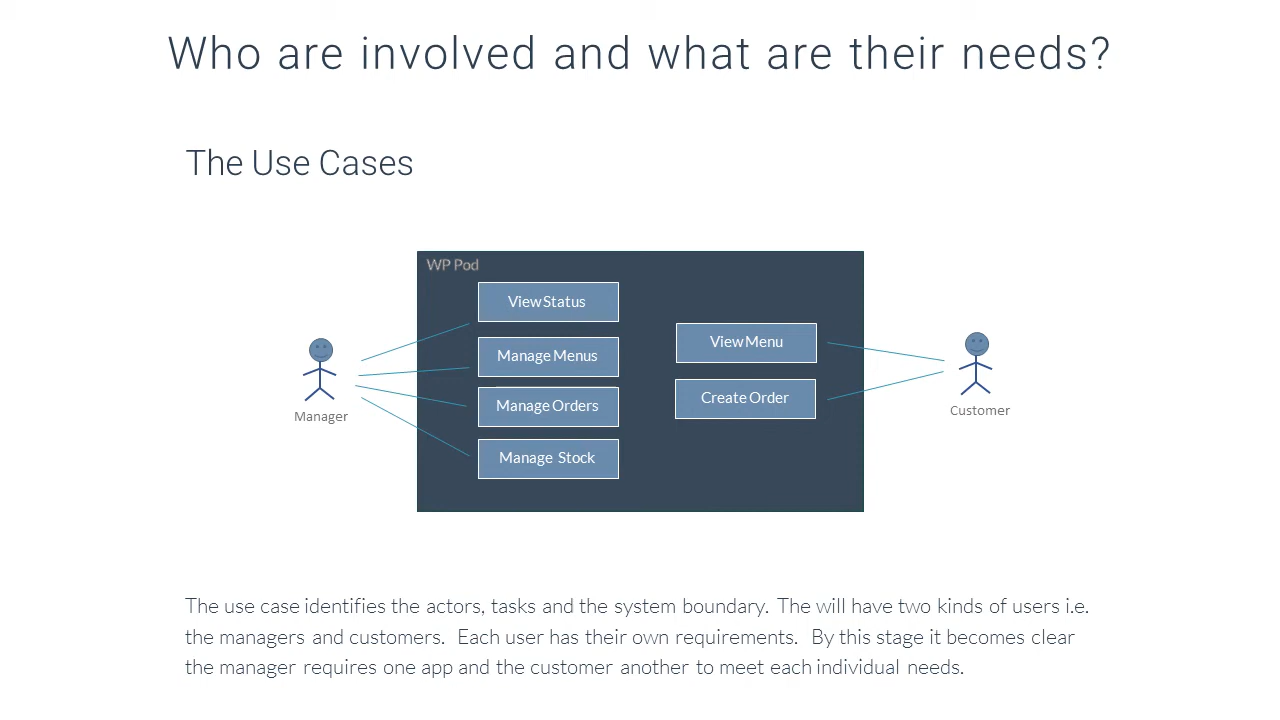 Who are involved and what are their needs?
The Use Cases
WP Pod
View Status
Manage Menus
Manage Orders
Manage Stock
View Menu
Create Order
Manager
Customer
The use case identifies the actors, tasks and the system boundary. The will have two kinds of users i.e.
the managers and customers. Each user has their own requirements. By this stage it becomes clear
the manager requires one app and the customer another to meet each individual needs.